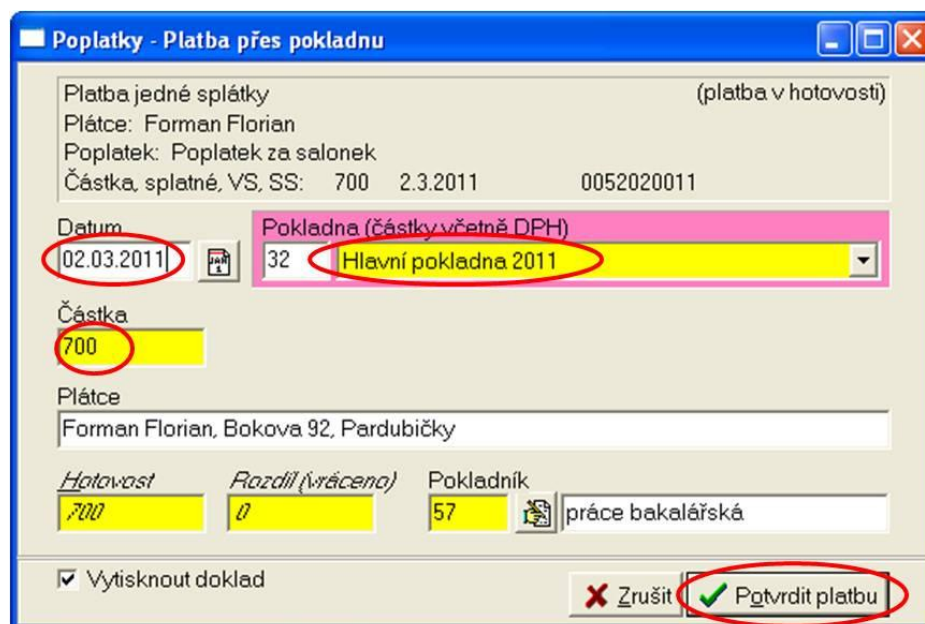 Poplatky - Platba přes pokladnu
Platba jedné splátky (platba v hotovosti)
Plátce: Forman Florian
Poplatek: Poplatek za salonek
Částka, splatné, VS, SS: 700 2.3.2011 0052020011
Datum Pokladna (částky včetně DPH)
02.03.2011 JAN 1 32 Hlavní pokladna 2011
Částka
700
Plátce
Forman Florian, Bokova 92, Pardubičky
Hotovost Rozdíl (vráceno) Pokladník
700 0 57 práce bakalářská
Vytisknout doklad Zrušit Potvrdit platbu